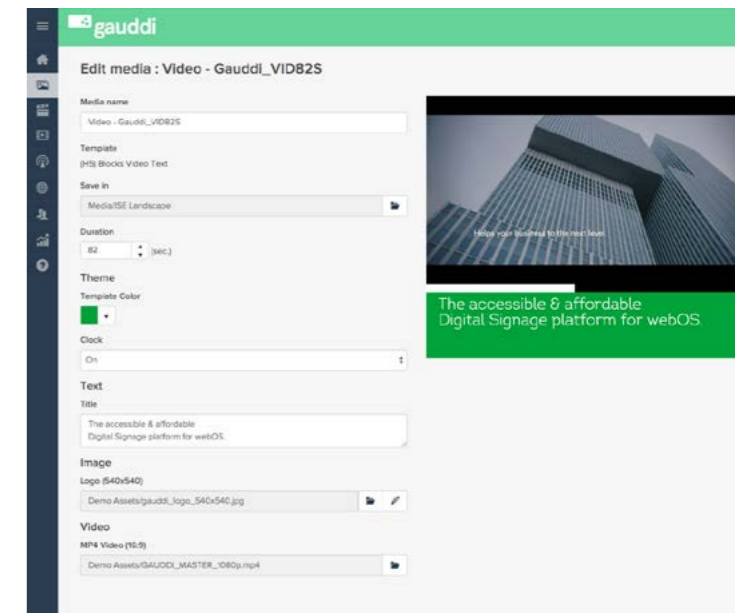 gauddi
Edit media : Video - Gauddi_VID82S
Media name
Video - Gauddi_VID82S
Template
(H5) Blocks Video Text
Save in
Media/ISE Landscape
Duration
82
(sec.)
Theme
Template Color
Clock
On
Text
Title
The accessible & affordable
Digital Signage platform for webOS.
Image
Logo (540x540)
Demo Assets/gauddi_logo_540x540.jpg
Video
MP4 Video (16:9)
Demo Assets/GAUDDI_MASTER_1080p.mp4
Helps your business to the next level
The accessible & affordable
Digital Signage platform for webOS.